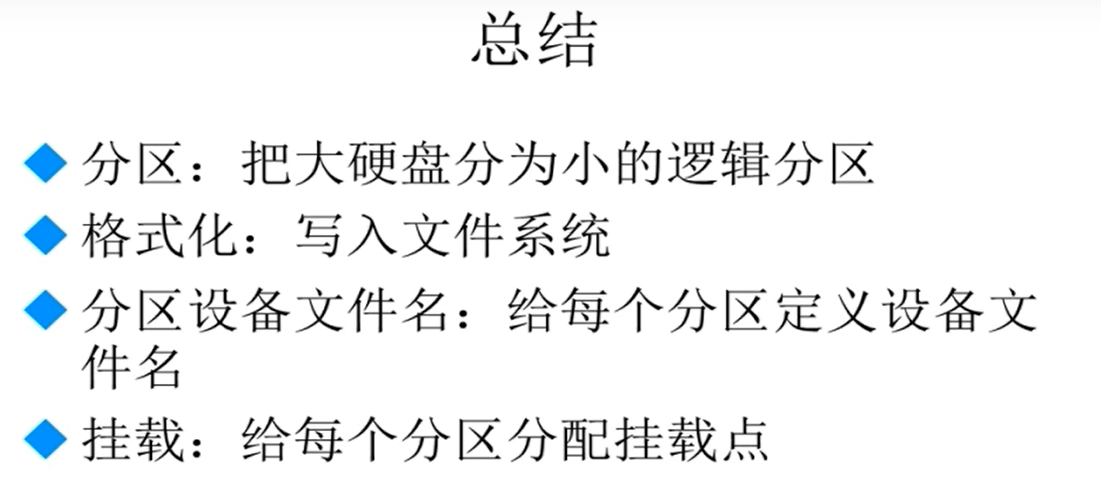 总结
分区：把大硬盘分为小的逻辑分区
格式化：写入文件系统
分区设备文件名：给每个分区定义设备文
件名
挂载：给每个分区分配挂载点